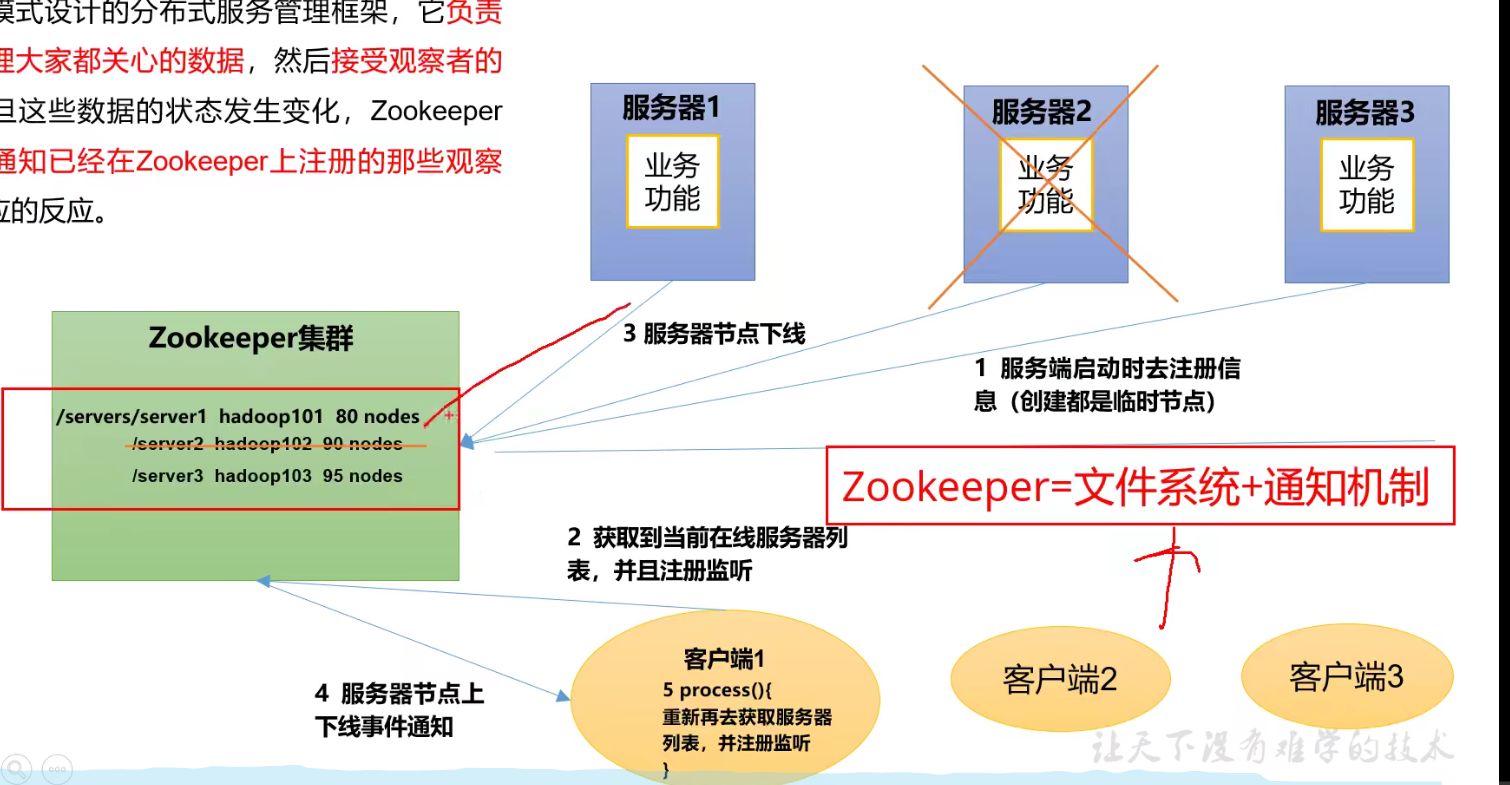 模式设计的分布式服务管理框架，它负责
理大家都关心的数据，然后接受观察者的
旦这些数据的状态发生变化，Zookeeper
通知已经在Zookeeper上注册的那些观察
应的反应。
服务器1
业务
功能
服务器2
业务
功能
服务器3
业务
功能
Zookeeper集群
/servers/server1 hadoop101 80 nodes
/server2 hadoop102 90 nodes
/server3 hadoop103 95 nodes
3 服务器节点下线
1 服务端启动时去注册信
息（创建都是临时节点）
Zookeeper=文件系统+通知机制
2 获取到当前在线服务器列
表，并且注册监听
4 服务器节点上
下线事件通知
客户端1
5 process(){
重新再去获取服务器
列表，并注册监听
}
客户端2
客户端3
让天下没有难学的技术